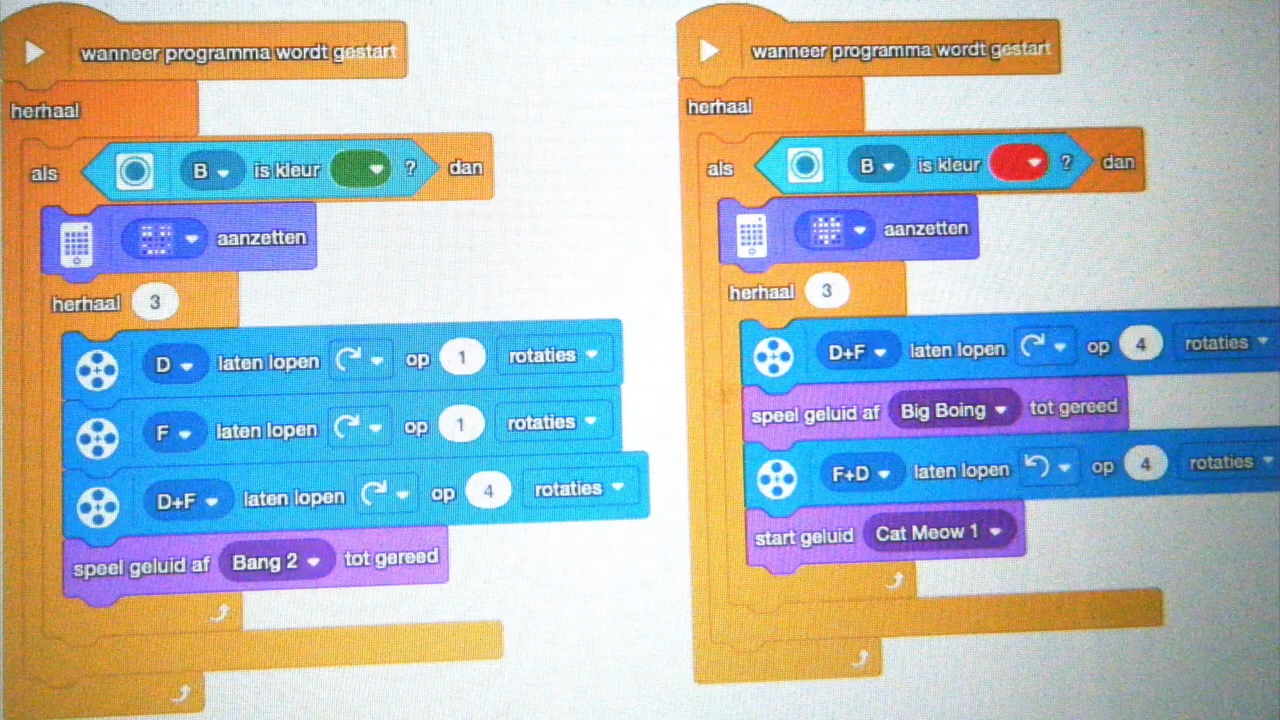 wanneer programma wordt gestart
herhaal
als B is kleur ? dan
aanzetten
herhaal 3
D laten lopen op 1 rotaties
F laten lopen op 1 rotaties
D+F laten lopen op 4 rotaties
speel geluid af Bang 2 tot gereed
wanneer programma wordt gestart
herhaal
als B is kleur ? dan
aanzetten
herhaal 3
D+F laten lopen op 4 rotaties
speel geluid af Big Boing tot gereed
F+D laten lopen op 4 rotaties
start geluid Cat Meow 1